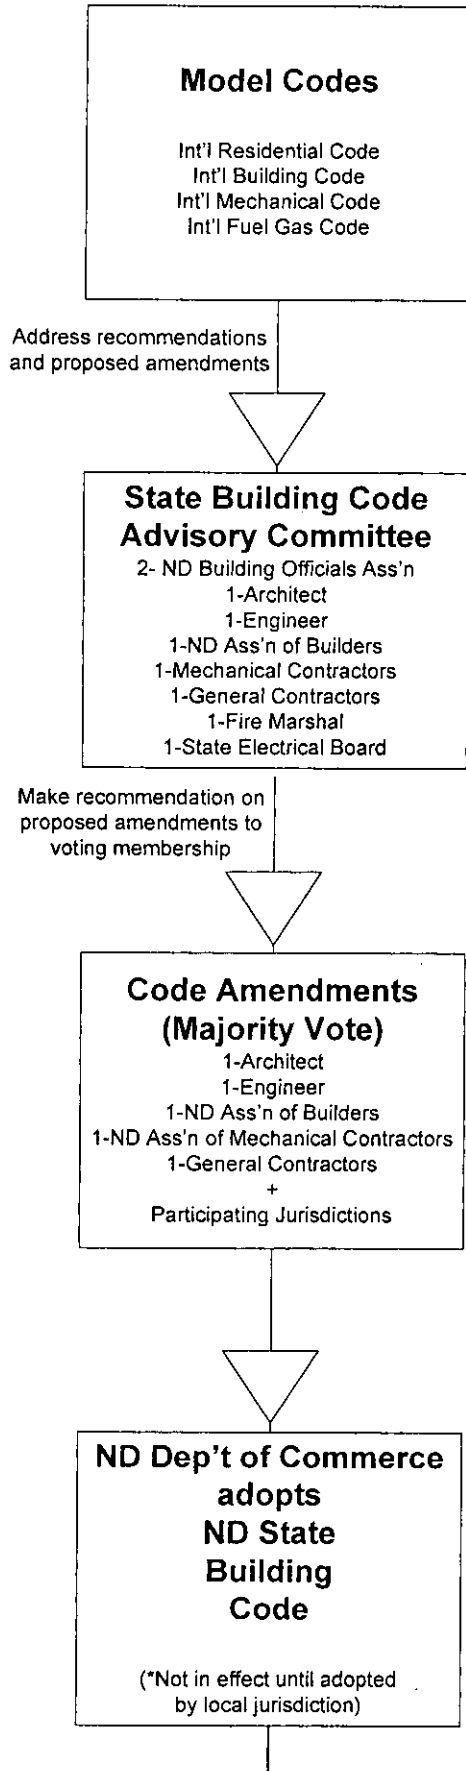 Model Codes
Int'l Residential Code
Int'l Building Code
Int'l Mechanical Code
Int'l Fuel Gas Code
Address recommendations
and proposed amendments
State Building Code
Advisory Committee
2- ND Building Officials Ass'n
1-Architect
1-Engineer
1-ND Ass'n of Builders
1-Mechanical Contractors
1-General Contractors
1-Fire Marshal
1-State Electrical Board
Make recommendation on
proposed amendments to
voting membership
Code Amendments
(Majority Vote)
1-Architect
1-Engineer
1-ND Ass'n of Builders
1-ND Ass'n of Mechanical Contractors
1-General Contractors
+
Participating Jurisdictions
ND Dep't of Commerce
adopts
ND State
Building
Code
(*Not in effect until adopted
by local jurisdiction)